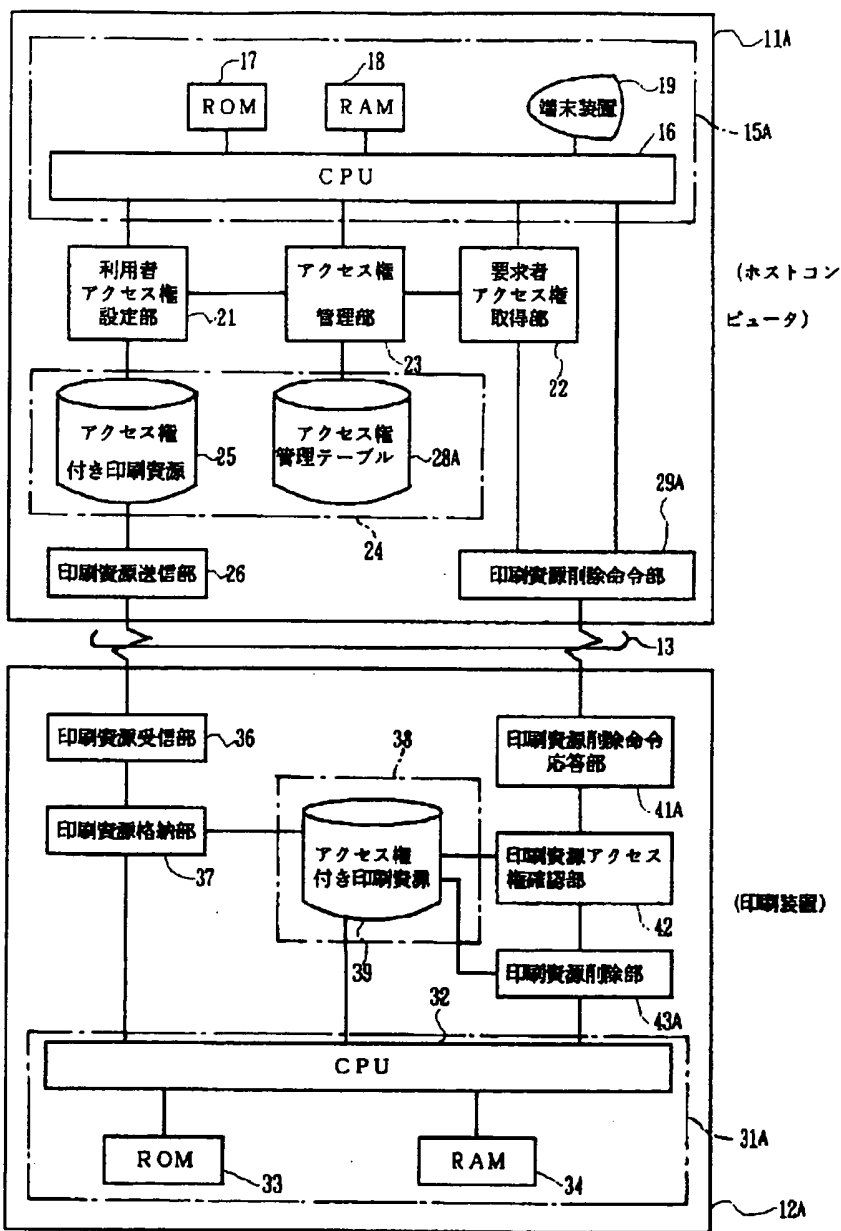 11A
17
18
19
ROM
RAM
端末装置
15A
16
CPU
利用者
アクセス権
設定部
21
アクセス権
管理部
23
要求者
アクセス権
取得部
22
(ホストコン
ピュータ)
アクセス権
付き印刷資源
25
アクセス権
管理テーブル
28A
24
29A
印刷資源送信部
26
印刷資源削除命令部
13
印刷資源受信部
36
38
印刷資源削除命令
応答部
41A
印刷資源格納部
37
アクセス権
付き印刷資源
39
印刷資源アクセス
権確認部
42
(印刷装置)
印刷資源削除部
43A
32
CPU
31A
ROM
33
RAM
34
12A